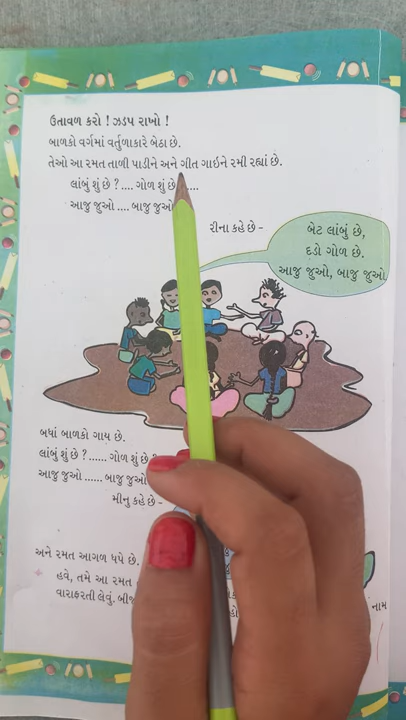 ઉતાવળ કરો ! ઝડપ રાખો !
બાળકો વર્ગમાં વર્તુળાકારે બેઠા છે.
તેઓ આ રમત તાળી પાડીને અને ગીત ગાઈને રમી રહ્યાં છે.
લાંબું શું છે ? .... ગોળ શું છે ....
આજુ જુઓ .... બાજુ જુઓ
રીના કહે છે -
બેટ લાંબું છે,
દડો ગોળ છે.
આજુ જુઓ, બાજુ જુઓ
બધાં બાળકો ગાય છે.
લાંબું શું છે ? ...... ગોળ શું છે ?
આજુ જુઓ ...... બાજુ જુઓ
મીનુ કહે છે -
અને રમત આગળ ધપે છે.
હવે, તમે આ રમત
નામ
વારાફરતી લેવું.